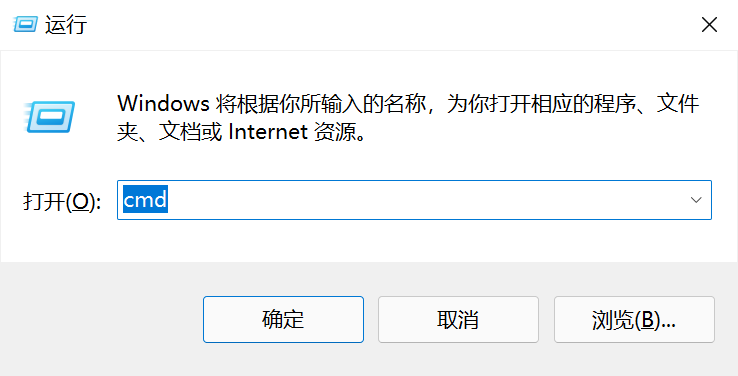 运行
Windows 将根据你所输入的名称，为你打开相应的程序、文件
夹、文档或 Internet 资源。
打开(O): cmd
确定 取消 浏览(B)...